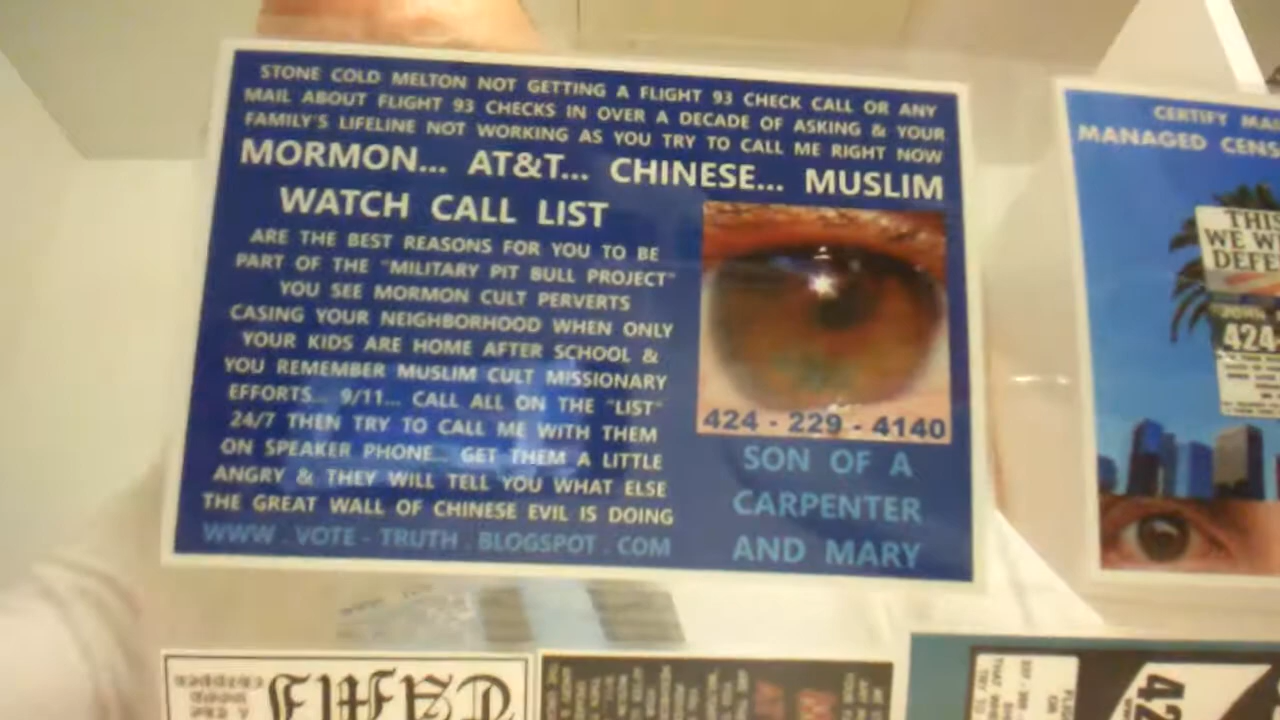 STONE COLD MELTON NOT GETTING A FLIGHT 93 CHECK CALL OR ANY
MAIL ABOUT FLIGHT 93 CHECKS IN OVER A DECADE OF ASKING & YOUR
FAMILY'S LIFELINE NOT WORKING AS YOU TRY TO CALL ME RIGHT NOW
MORMON... AT&T... CHINESE... MUSLIM
WATCH CALL LIST
ARE THE BEST REASONS FOR YOU TO BE
PART OF THE "MILITARY PIT BULL PROJECT"
YOU SEE MORMON CULT PERVERTS
CASING YOUR NEIGHBORHOOD WHEN ONLY
YOUR KIDS ARE HOME AFTER SCHOOL &
YOU REMEMBER MUSLIM CULT MISSIONARY
EFFORTS... 9/11... CALL ALL ON THE "LIST"
24/7 THEN TRY TO CALL ME WITH THEM
ON SPEAKER PHONE... GET THEM A LITTLE
ANGRY & THEY WILL TELL YOU WHAT ELSE
THE GREAT WALL OF CHINESE EVIL IS DOING
WWW . VOTE - TRUTH . BLOGSPOT . COM
424 - 229 - 4140
SON OF A
CARPENTER
AND MARY
CERTIFY
MANAGED
THIS
WE
424-
42